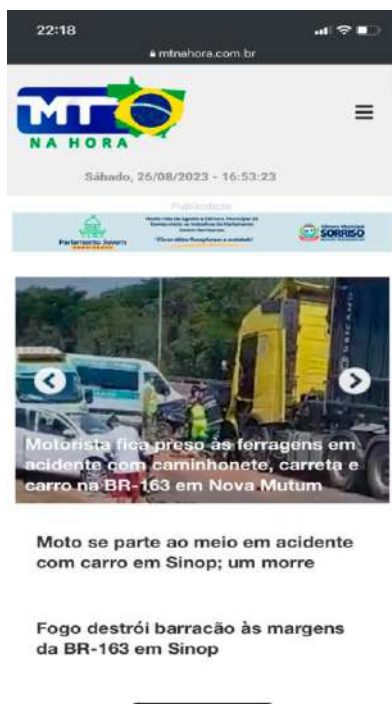 22:18
mtnahora.com.br
MT
NA HORA
Sábado, 26/08/2023 - 16:53:23
Publicidade
Parlamento Jovem
Câmara Municipal
SORRISO
Motorista fica preso às ferragens em
acidente com caminhonete, carreta e
carro na BR-163 em Nova Mutum
Moto se parte ao meio em acidente
com carro em Sinop; um morre
Fogo destrói barracão às margens
da BR-163 em Sinop